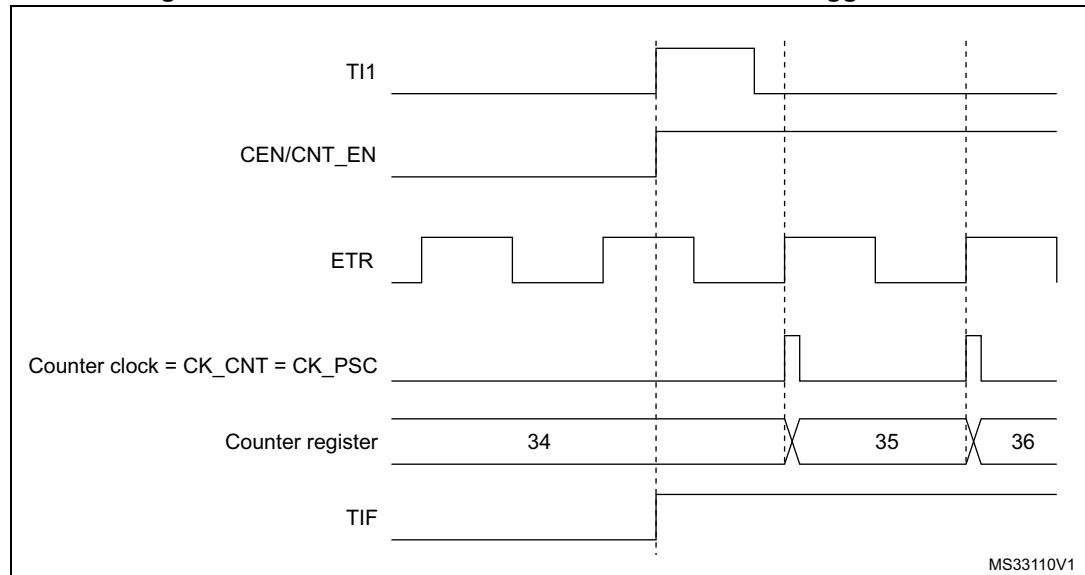 TI1
CEN/CNT_EN
ETR
Counter clock = CK_CNT = CK_PSC
Counter register
34
35
36
TIF
MS33110V1